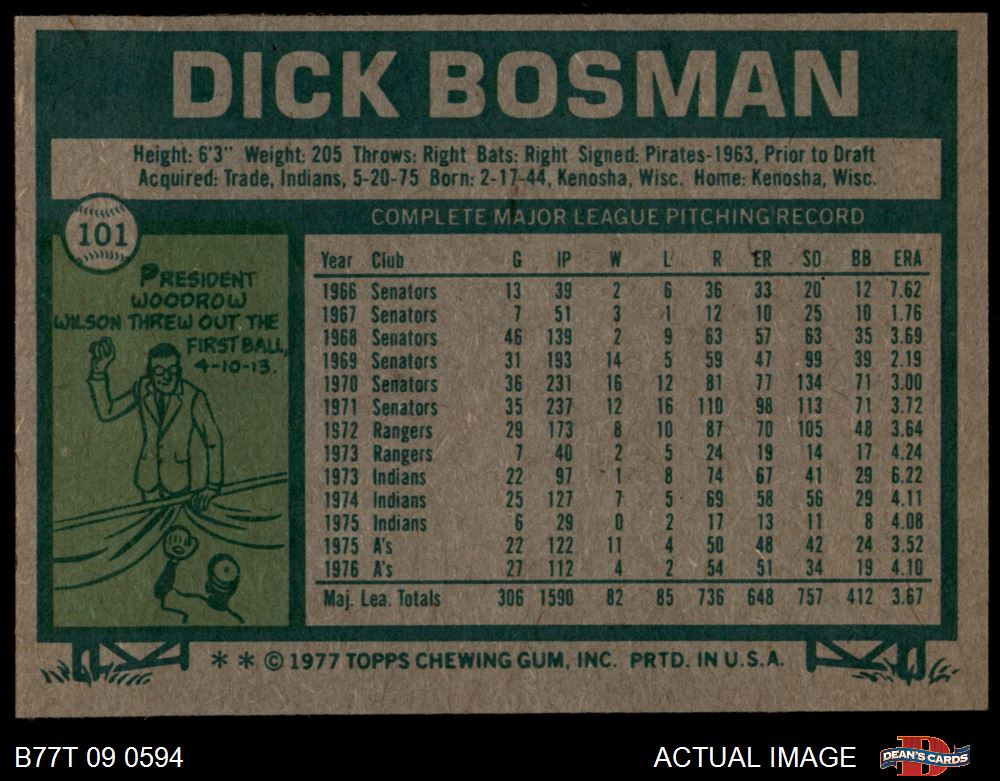 DICK BOSMAN
Height: 6'3" Weight: 205 Throws: Right Bats: Right Signed: Pirates-1963, Prior to Draft
Acquired: Trade, Indians, 5-20-75 Born: 2-17-44, Kenosha, Wisc. Home: Kenosha, Wisc.
101
PRESIDENT
WOODROW
WILSON THREW OUT THE
FIRST BALL,
4-10-13.
COMPLETE MAJOR LEAGUE PITCHING RECORD
Year Club G IP W L R ER SO BB ERA
1966 Senators 13 39 2 6 36 33 20 12 7.62
1967 Senators 7 51 3 1 12 10 25 10 1.76
1968 Senators 46 139 2 9 63 57 63 35 3.69
1969 Senators 31 193 14 5 59 47 99 39 2.19
1970 Senators 36 231 16 12 81 77 134 71 3.00
1971 Senators 35 237 12 16 110 98 113 71 3.72
1972 Rangers 29 173 8 10 87 70 105 48 3.64
1973 Rangers 7 40 2 5 24 19 14 17 4.24
1973 Indians 22 97 1 8 74 67 41 29 6.22
1974 Indians 25 127 7 5 69 58 56 29 4.11
1975 Indians 6 29 0 2 17 13 11 8 4.08
1975 A's 22 122 11 4 50 48 42 24 3.52
1976 A's 27 112 4 2 54 51 34 19 4.10
Maj. Lea. Totals 306 1590 82 85 736 648 757 412 3.67
* * © 1977 TOPPS CHEWING GUM, INC. PRTD. IN U.S.A.
B77T 09 0594
ACTUAL IMAGE
DEAN'S CARDS